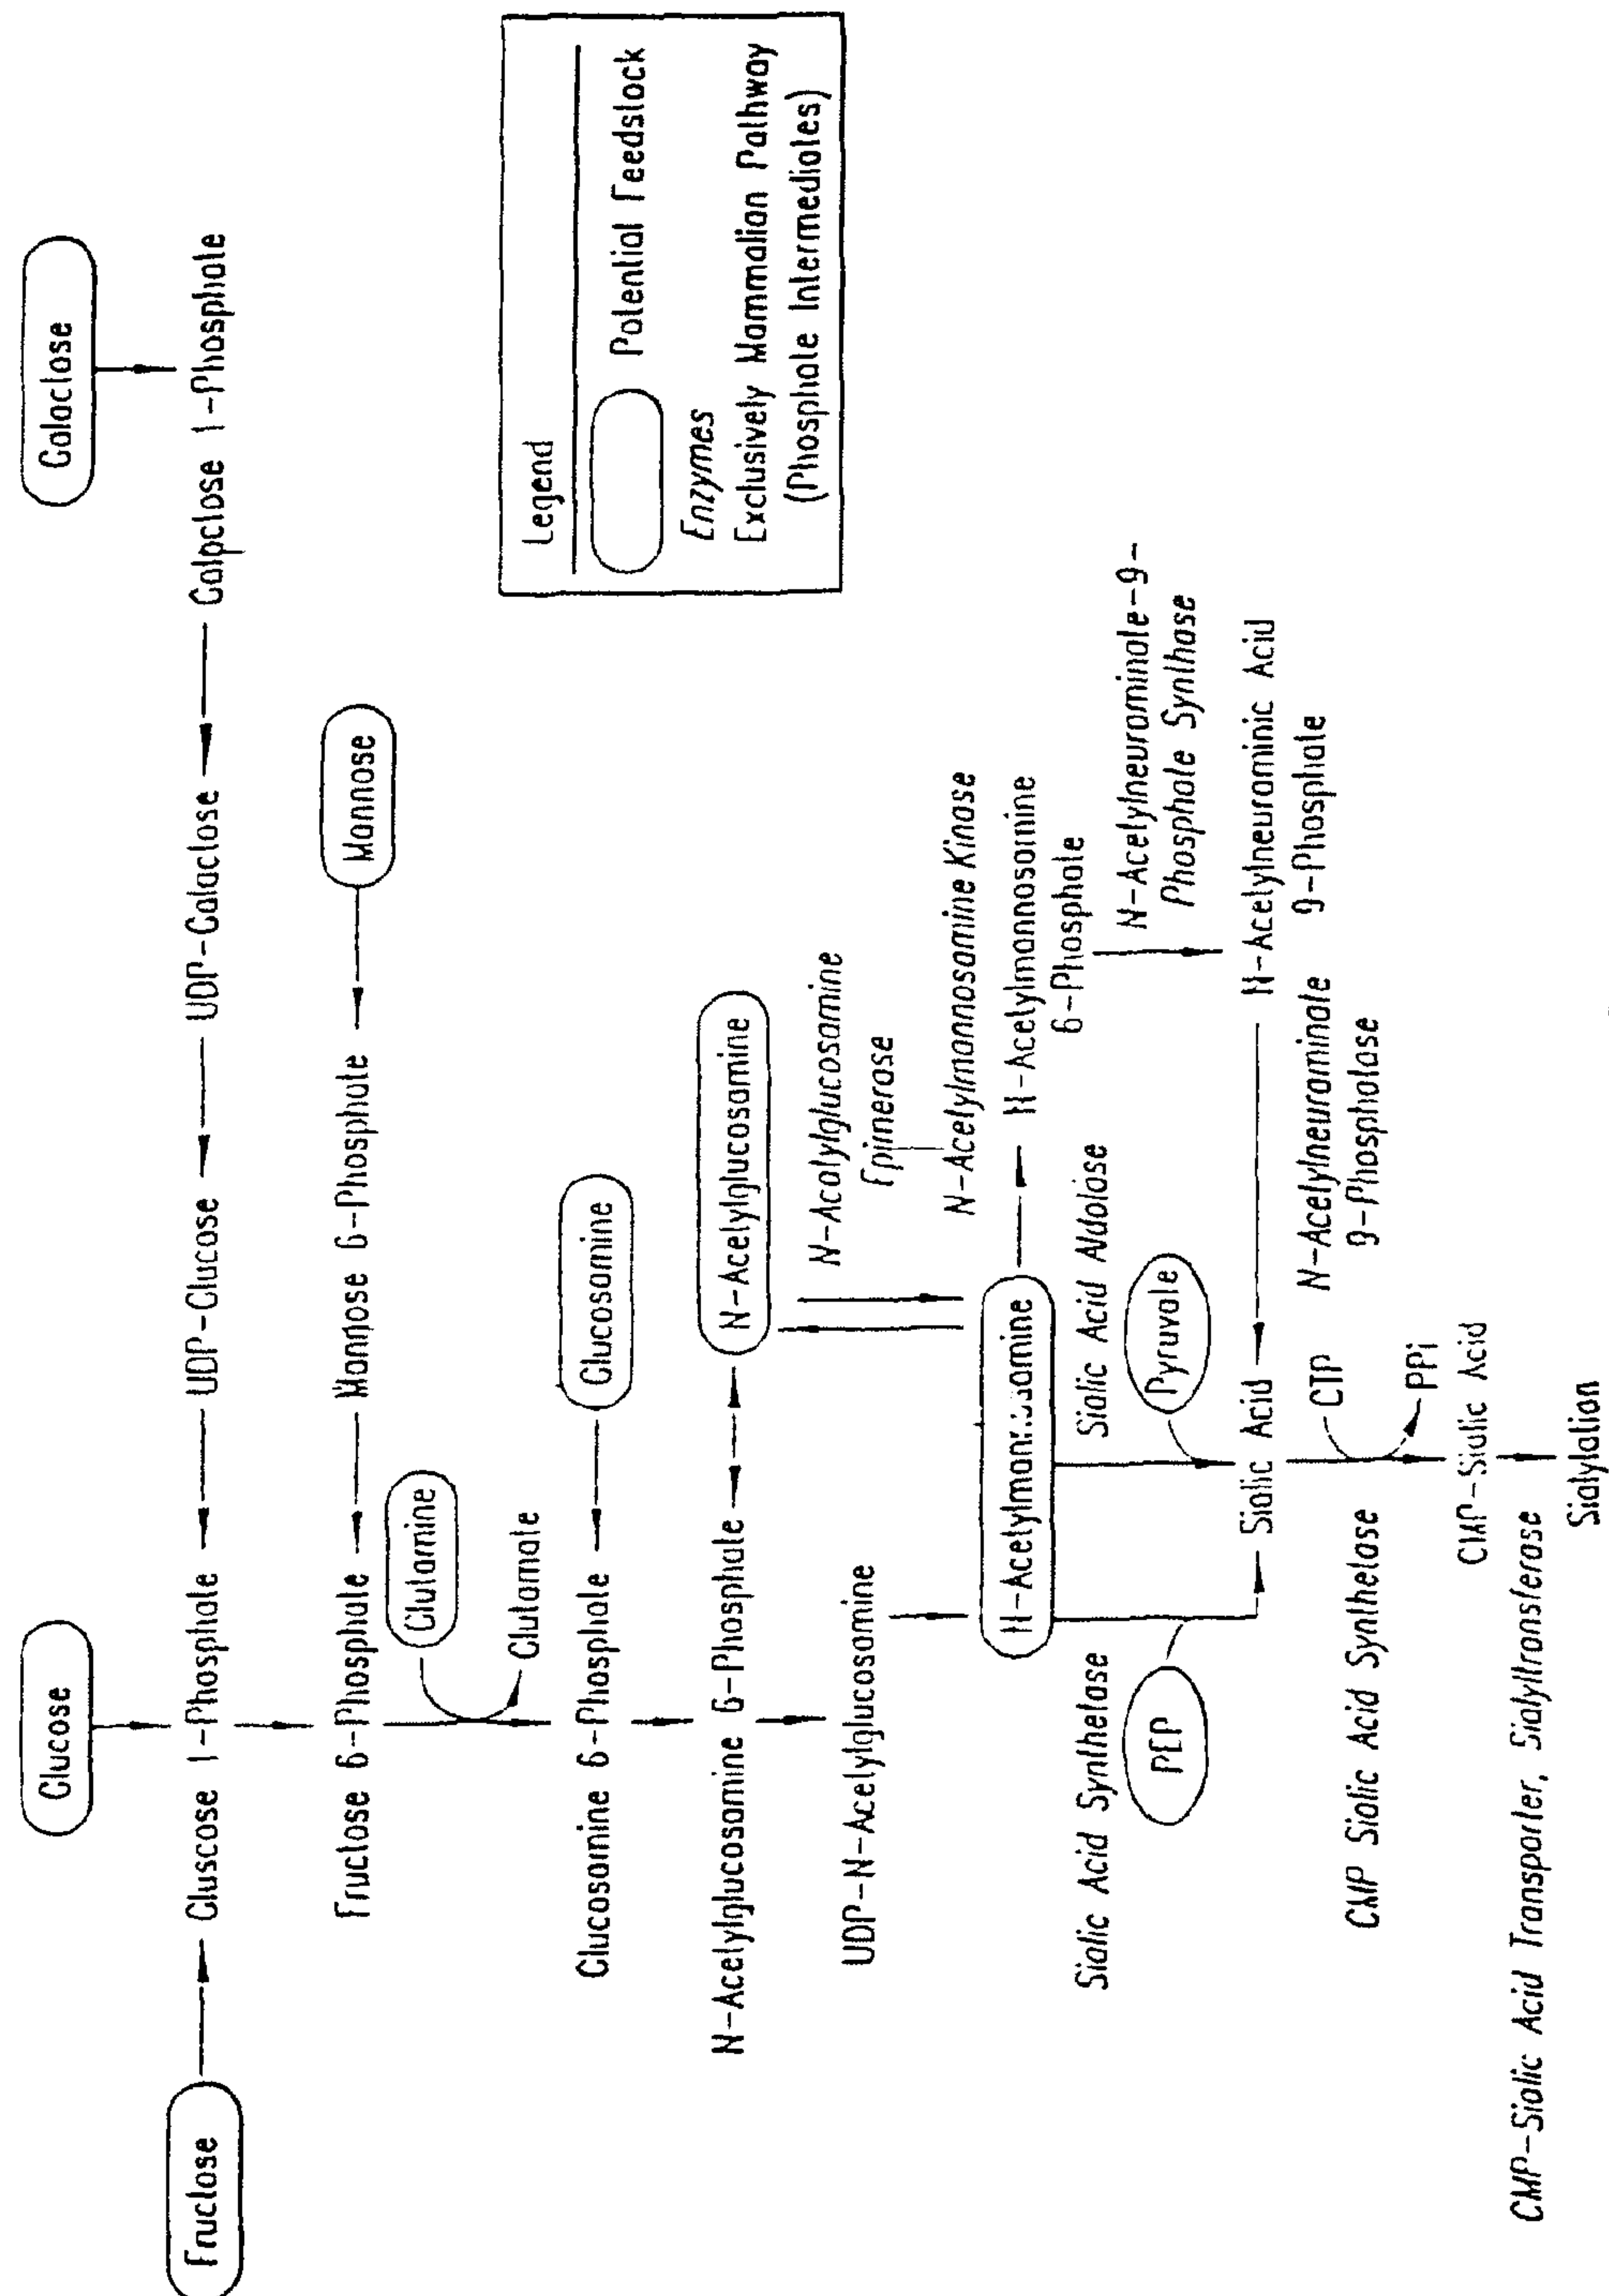 Glucose
Galactose
Fructose
Gluscose 1-Phosphate
UDP-Glucose
UDP-Galactose
Galactose 1-Phosphate
Fructose 6-Phosphate
Mannose 6-Phosphate
Mannose
Glutamine
Glutamate
Legend
Potential Feedstock
Enzymes
Exclusively Mammalian Pathway
(Phosphate Intermediates)
Glucosamine 6-Phosphate
Glucosamine
N-Acetylglucosamine 6-Phosphate
N-Acetylglucosamine
UDP-N-Acetylglucosamine
N-Acatylglucosamine
Epimerase
N-Acetylmannosamine Kinase
N-Acetylmannosamine
N-Acetylmannosamine
6-Phosphate
Sialic Acid Synthetase
Sialic Acid Aldolase
PEP
Pyruvate
N-Acetylneuraminate-9-
Phosphate Synthase
Sialic Acid
N-Acetylneuraminic Acid
9-Phosphate
CTP
N-Acetylneuraminate
9-Phosphatase
CMP Sialic Acid Synthetase
PPi
CMP-Sialic Acid
CMP-Sialic Acid Transporter, Sialyltransferase
Sialylation